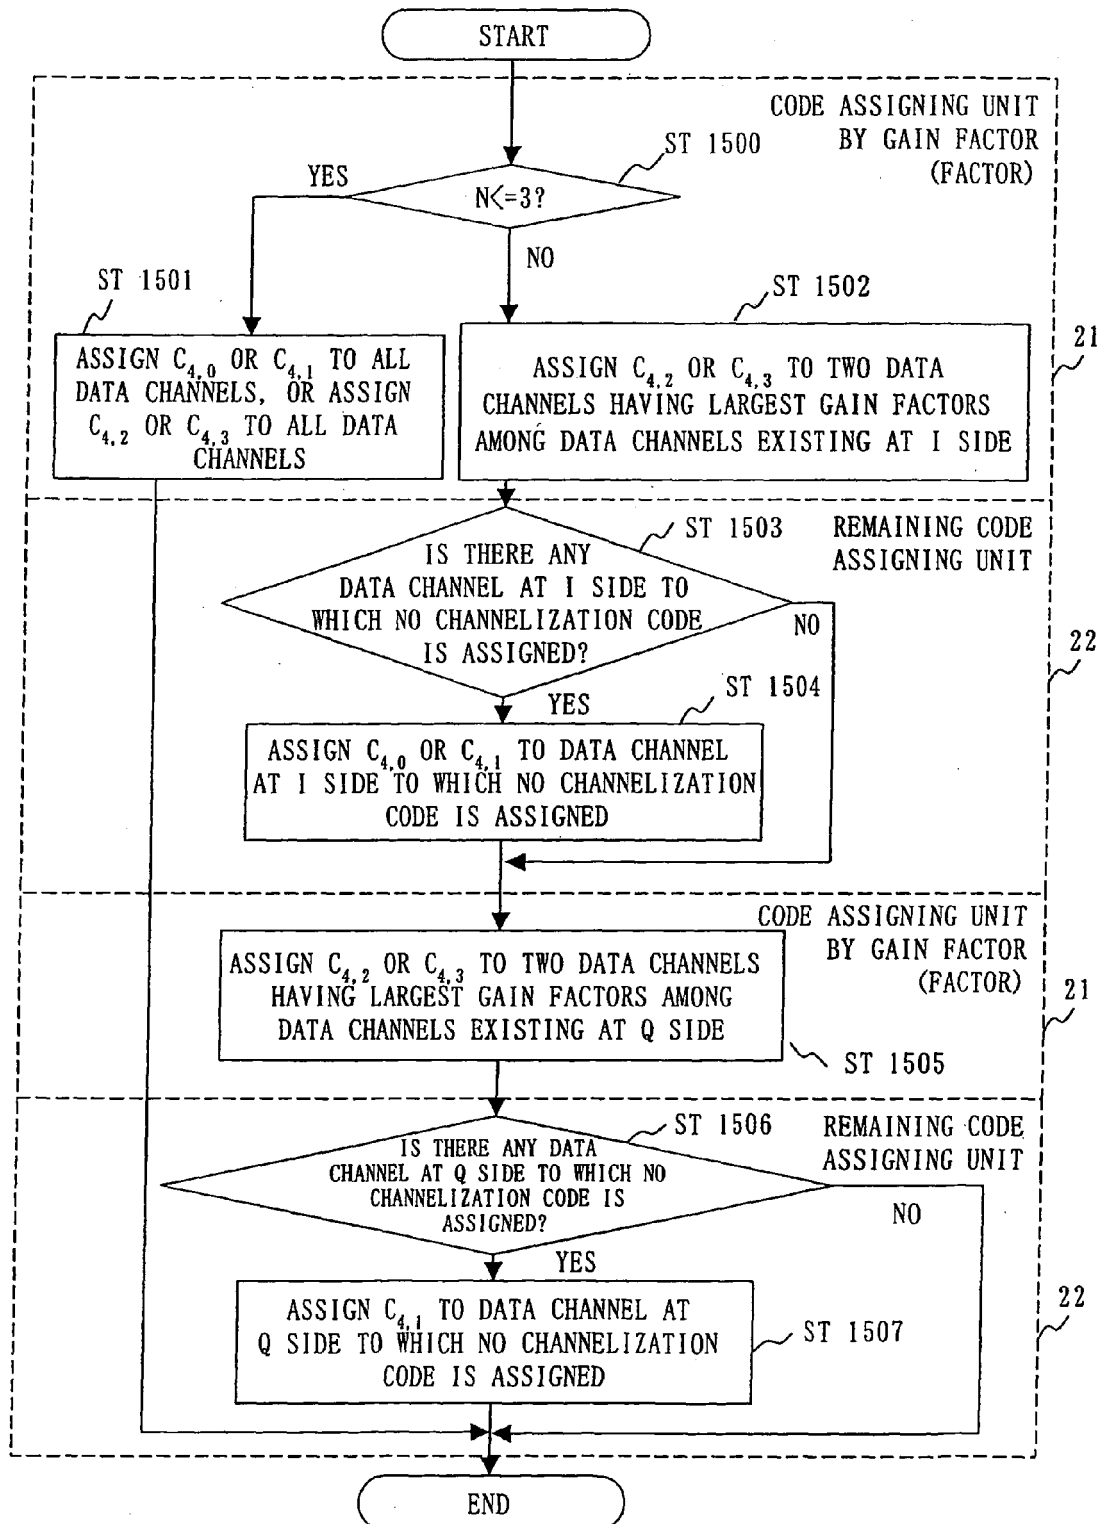 START
CODE ASSIGNING UNIT
BY GAIN FACTOR
(FACTOR)
ST 1500
YES
N<=3?
NO
ST 1501
ST 1502
ASSIGN C4,0 OR C4,1 TO ALL
DATA CHANNELS, OR ASSIGN
C4,2 OR C4,3 TO ALL DATA
CHANNELS
ASSIGN C4,2 OR C4,3 TO TWO DATA
CHANNELS HAVING LARGEST GAIN FACTORS
AMONG DATA CHANNELS EXISTING AT I SIDE
21
REMAINING CODE
ASSIGNING UNIT
ST 1503
IS THERE ANY
DATA CHANNEL AT I SIDE TO
WHICH NO CHANNELIZATION CODE
IS ASSIGNED?
NO
22
YES
ST 1504
ASSIGN C4,0 OR C4,1 TO DATA CHANNEL
AT I SIDE TO WHICH NO CHANNELIZATION
CODE IS ASSIGNED
CODE ASSIGNING UNIT
BY GAIN FACTOR
(FACTOR)
21
ASSIGN C4,2 OR C4,3 TO TWO DATA CHANNELS
HAVING LARGEST GAIN FACTORS AMONG
DATA CHANNELS EXISTING AT Q SIDE
ST 1505
REMAINING CODE
ASSIGNING UNIT
ST 1506
IS THERE ANY DATA
CHANNEL AT Q SIDE TO WHICH NO
CHANNELIZATION CODE IS
ASSIGNED?
NO
YES
22
ASSIGN C4,1 TO DATA CHANNEL AT
Q SIDE TO WHICH NO CHANNELIZATION
CODE IS ASSIGNED
ST 1507
END